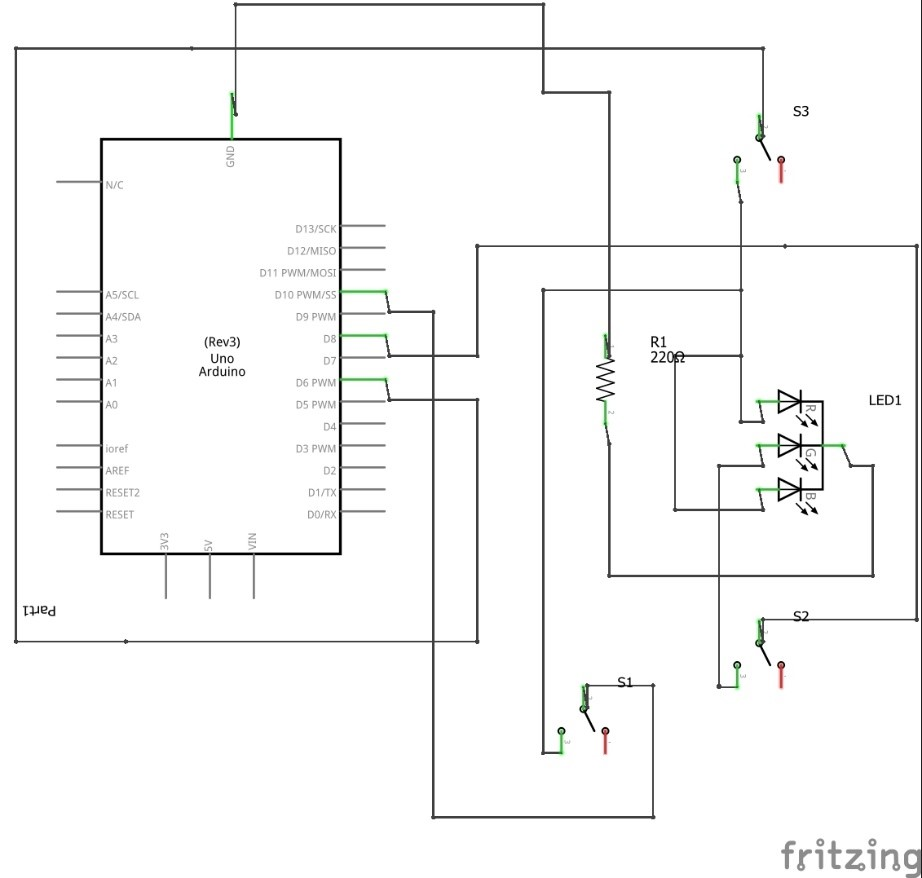 S3
GND
N/C
D13/SCK
D12/MISO
D11 PWM/MOSI
A5/SCL
D10 PWM/SS
A4/SDA
D9 PWM
A3
D8
A2
D7
A1
D6 PWM
A0
D5 PWM
D4
ioref
D3 PWM
AREF
D2
RESET2
D1/TX
RESET
D0/RX
(Rev3)
Uno
Arduino
3V3
5V
VIN
Part1
R1
220Ω
LED1
R
G
B
S2
S1
fritzing